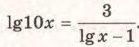 lg10x = 3 / (lg x − 1).